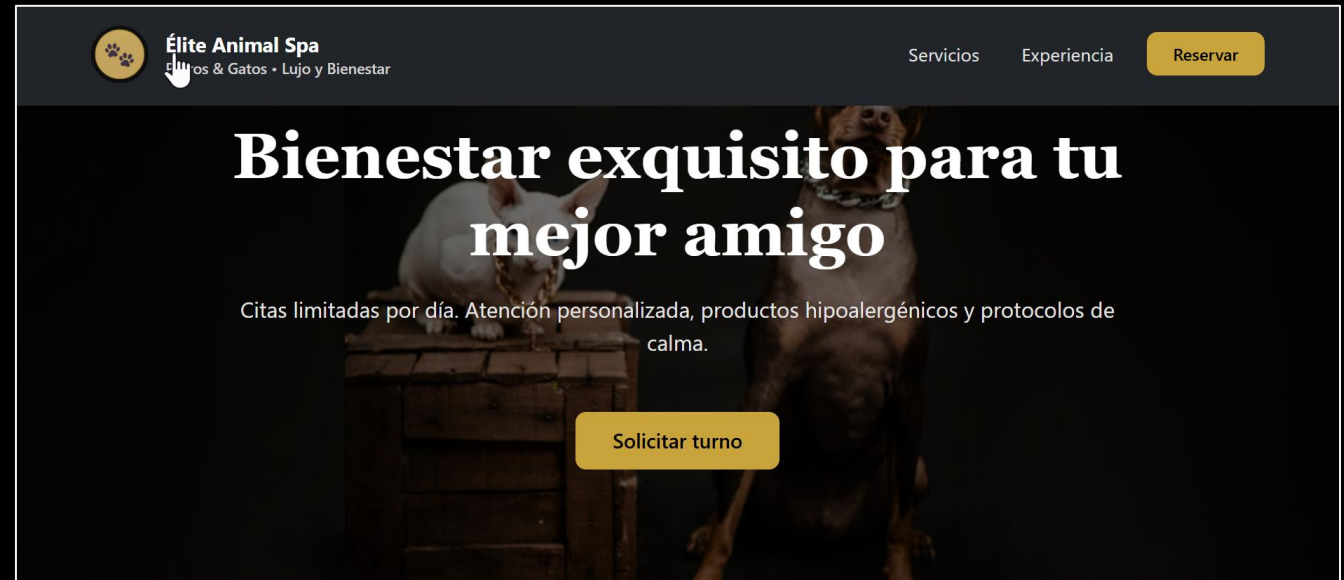 Élite Animal Spa
& Gatos • Lujo y Bienestar
Servicios
Experiencia
Reservar
Bienestar exquisito para tu
mejor amigo
Citas limitadas por día. Atención personalizada, productos hipoalergénicos y protocolos de
calma.
Solicitar turno